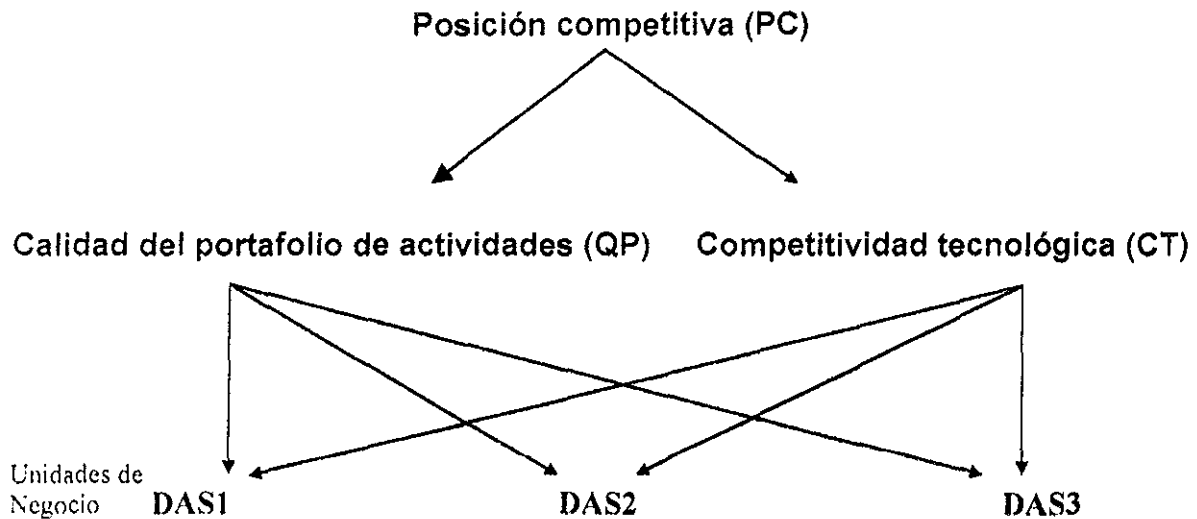 Posición competitiva (PC)
Calidad del portafolio de actividades (QP) Competitividad tecnológica (CT)
Unidades de
Negocio DAS1 DAS2 DAS3